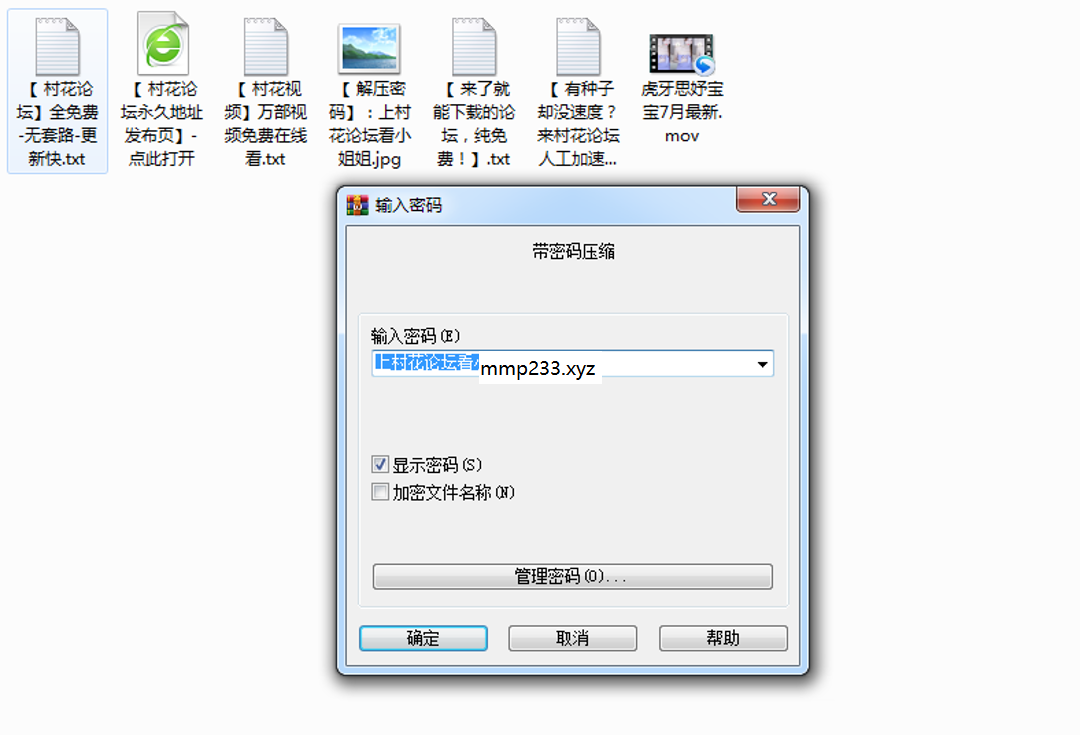 【 村花论
坛】全免费
-无套路-更
新快.txt
【 村花论
坛永久地址
发布页】-
点此打开
【 村花视
频】万部视
频免费在线
看.txt
【 解压密
码】：上村
花论坛看小
姐姐.jpg
【 来了就
能下载的论
坛，纯免
费！】.txt
【 有种子
却没速度？
来村花论坛
人工加速...
虎牙思妤宝
宝7月最新.
mov
输入密码
带密码压缩
输入密码(E)
上村花论坛看
mmp233.xyz
显示密码(S)
加密文件名称(N)
管理密码(O)...
确定
取消
帮助